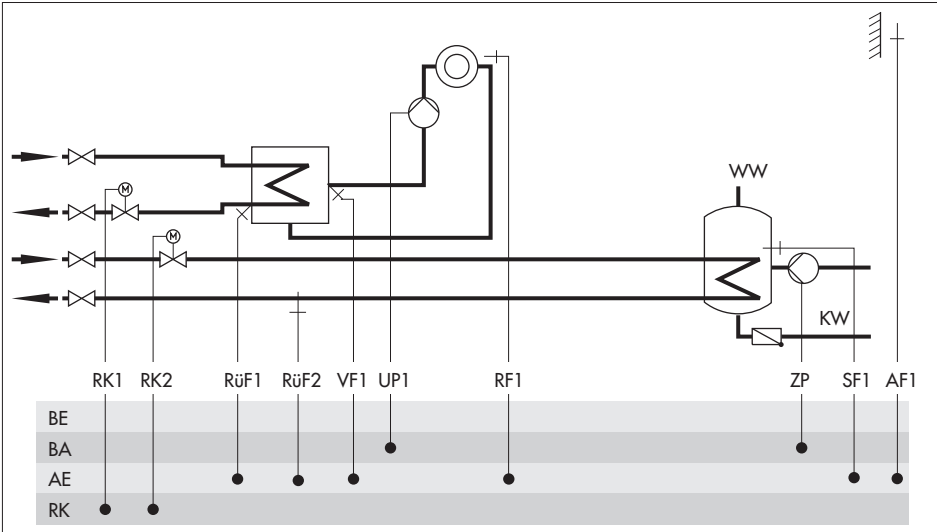 M
M
WW
KW
RK1 RK2 RüF1 RüF2 VF1 UP1 RF1 ZP SF1 AF1
BE
BA
AE
RK